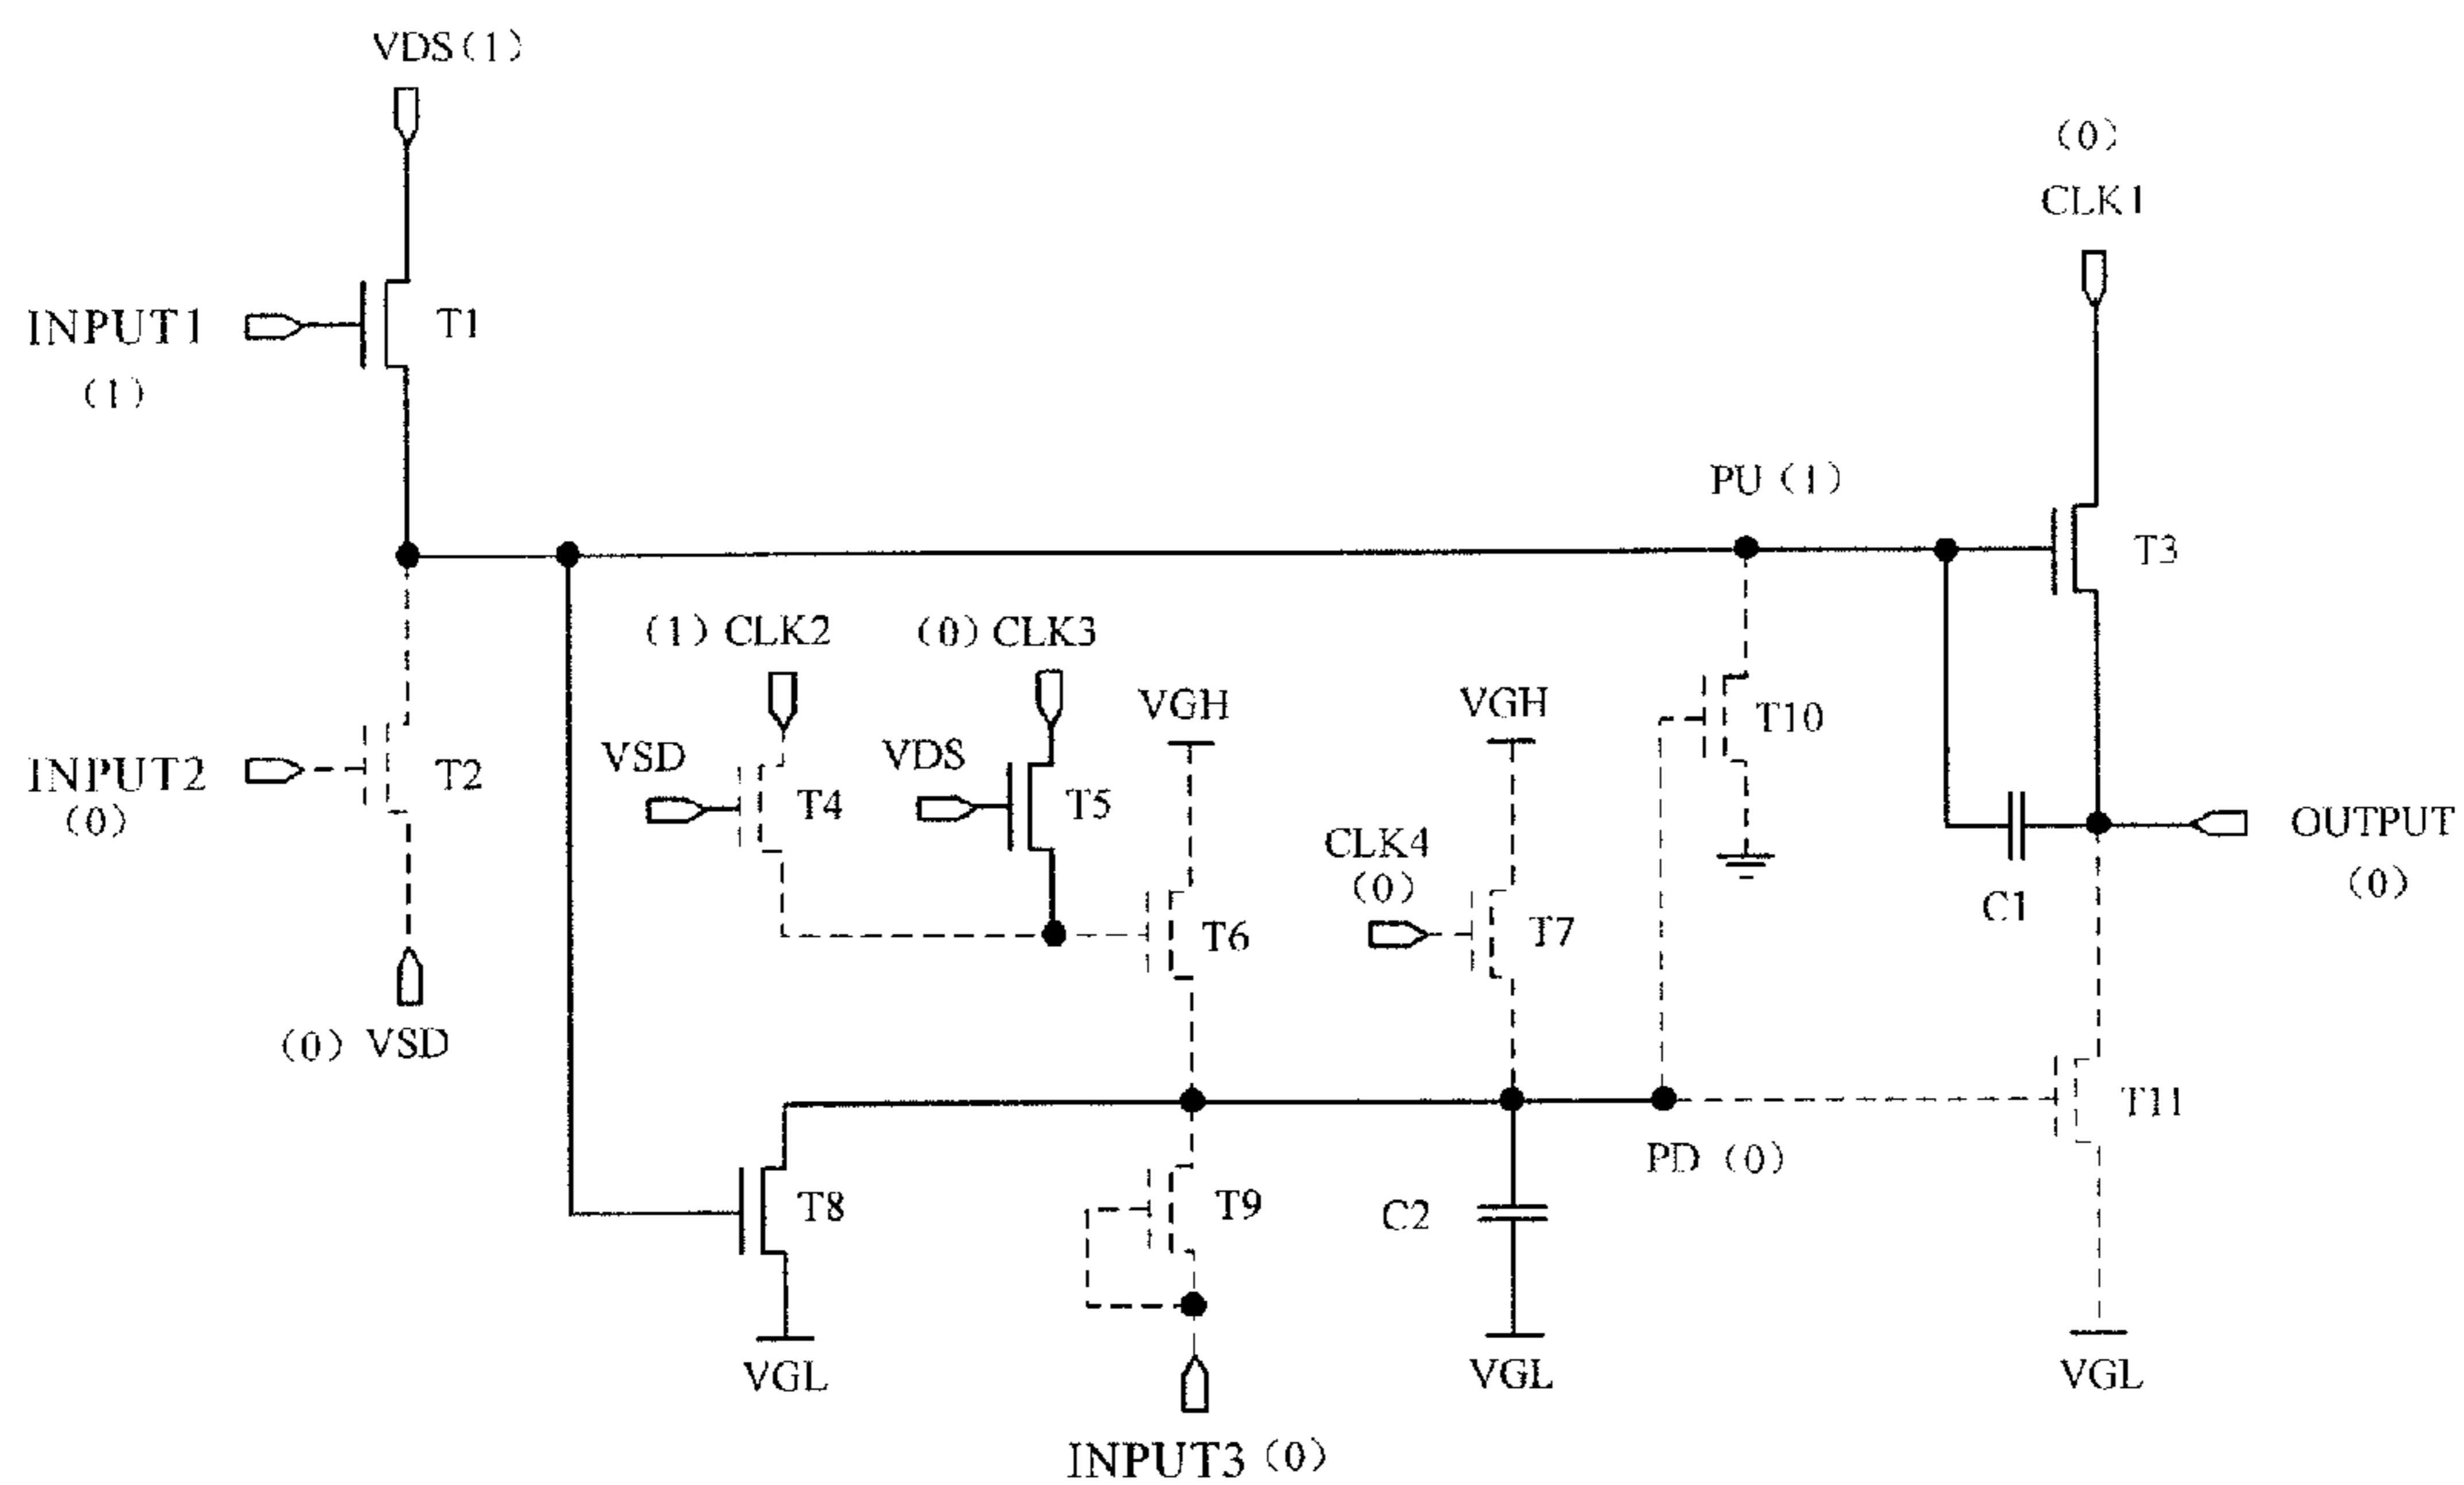 VDS(1)
(0)
CLK1
INPUT1
(1)
T1
PU(1)
T3
(1)CLK2
(0)CLK3
VGH
VGH
T10
VSD
VDS
INPUT2
(0)
T2
T4
T5
CLK4
(0)
OUTPUT
(0)
C1
T6
T7
(0) VSD
T11
PD(0)
T8
T9
C2
VGL
VGL
VGL
INPUT3(0)